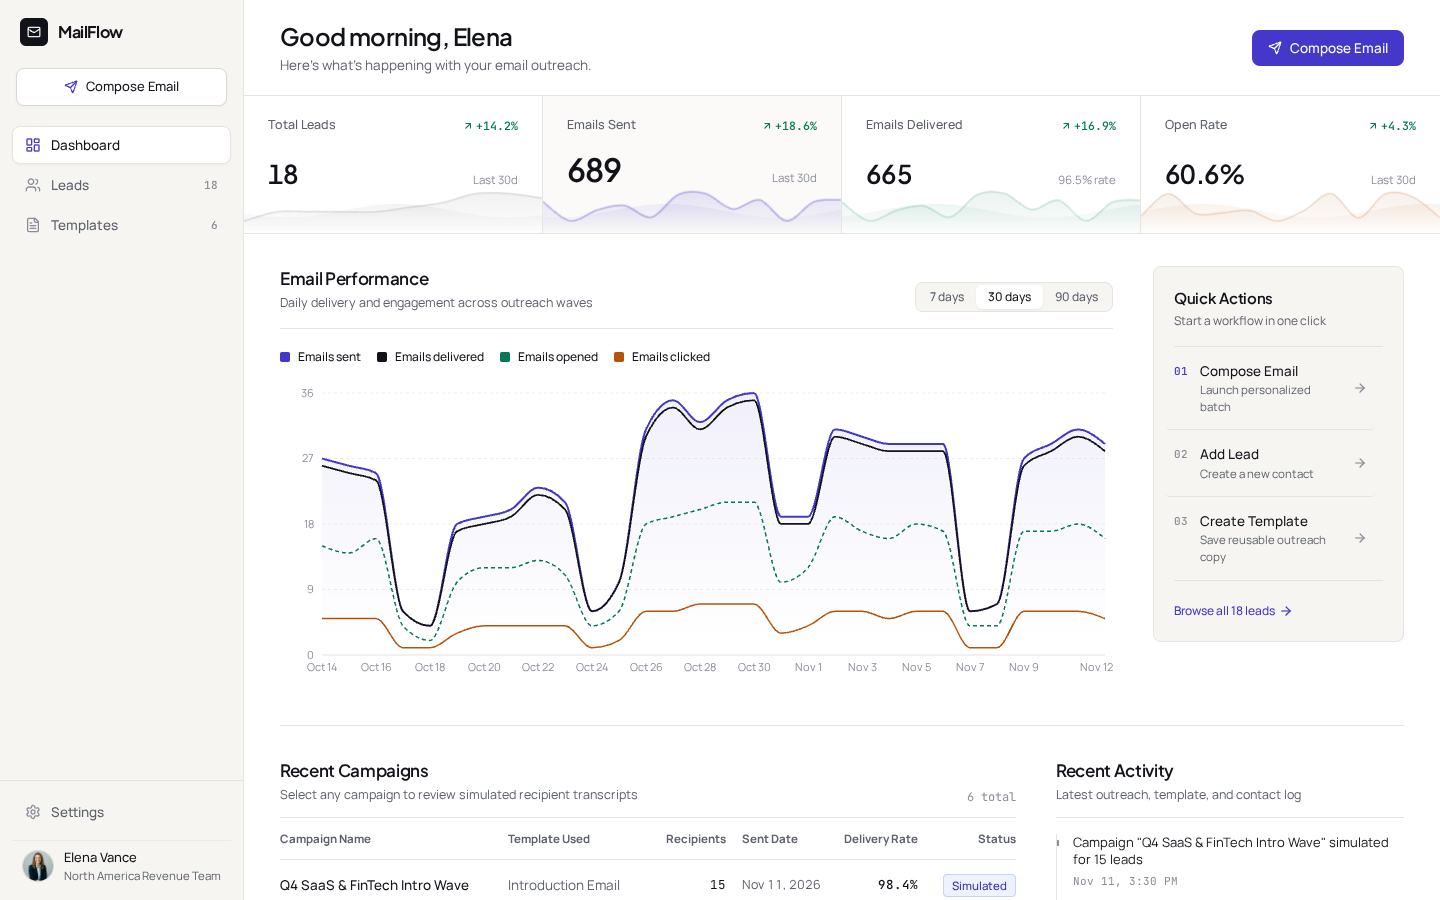 MailFlow
Compose Email
Dashboard
Leads 18
Templates 6
Settings
Elena Vance
North America Revenue Team
Good morning, Elena
Here's what's happening with your email outreach.
Compose Email
Total Leads +14.2%
18 Last 30d
Emails Sent +18.6%
689 Last 30d
Emails Delivered +16.9%
665 96.5% rate
Open Rate +4.3%
60.6% Last 30d
Email Performance
Daily delivery and engagement across outreach waves
7 days 30 days 90 days
Emails sent Emails delivered Emails opened Emails clicked
36
27
18
9
0
Oct 14 Oct 16 Oct 18 Oct 20 Oct 22 Oct 24 Oct 26 Oct 28 Oct 30 Nov 1 Nov 3 Nov 5 Nov 7 Nov 9 Nov 12
Quick Actions
Start a workflow in one click
01 Compose Email
Launch personalized
batch
02 Add Lead
Create a new contact
03 Create Template
Save reusable outreach
copy
Browse all 18 leads
Recent Campaigns
Select any campaign to review simulated recipient transcripts
6 total
Campaign Name Template Used Recipients Sent Date Delivery Rate Status
Q4 SaaS & FinTech Intro Wave Introduction Email 15 Nov 11, 2026 98.4% Simulated
Recent Activity
Latest outreach, template, and contact log
Campaign "Q4 SaaS & FinTech Intro Wave" simulated
for 15 leads
Nov 11, 3:30 PM